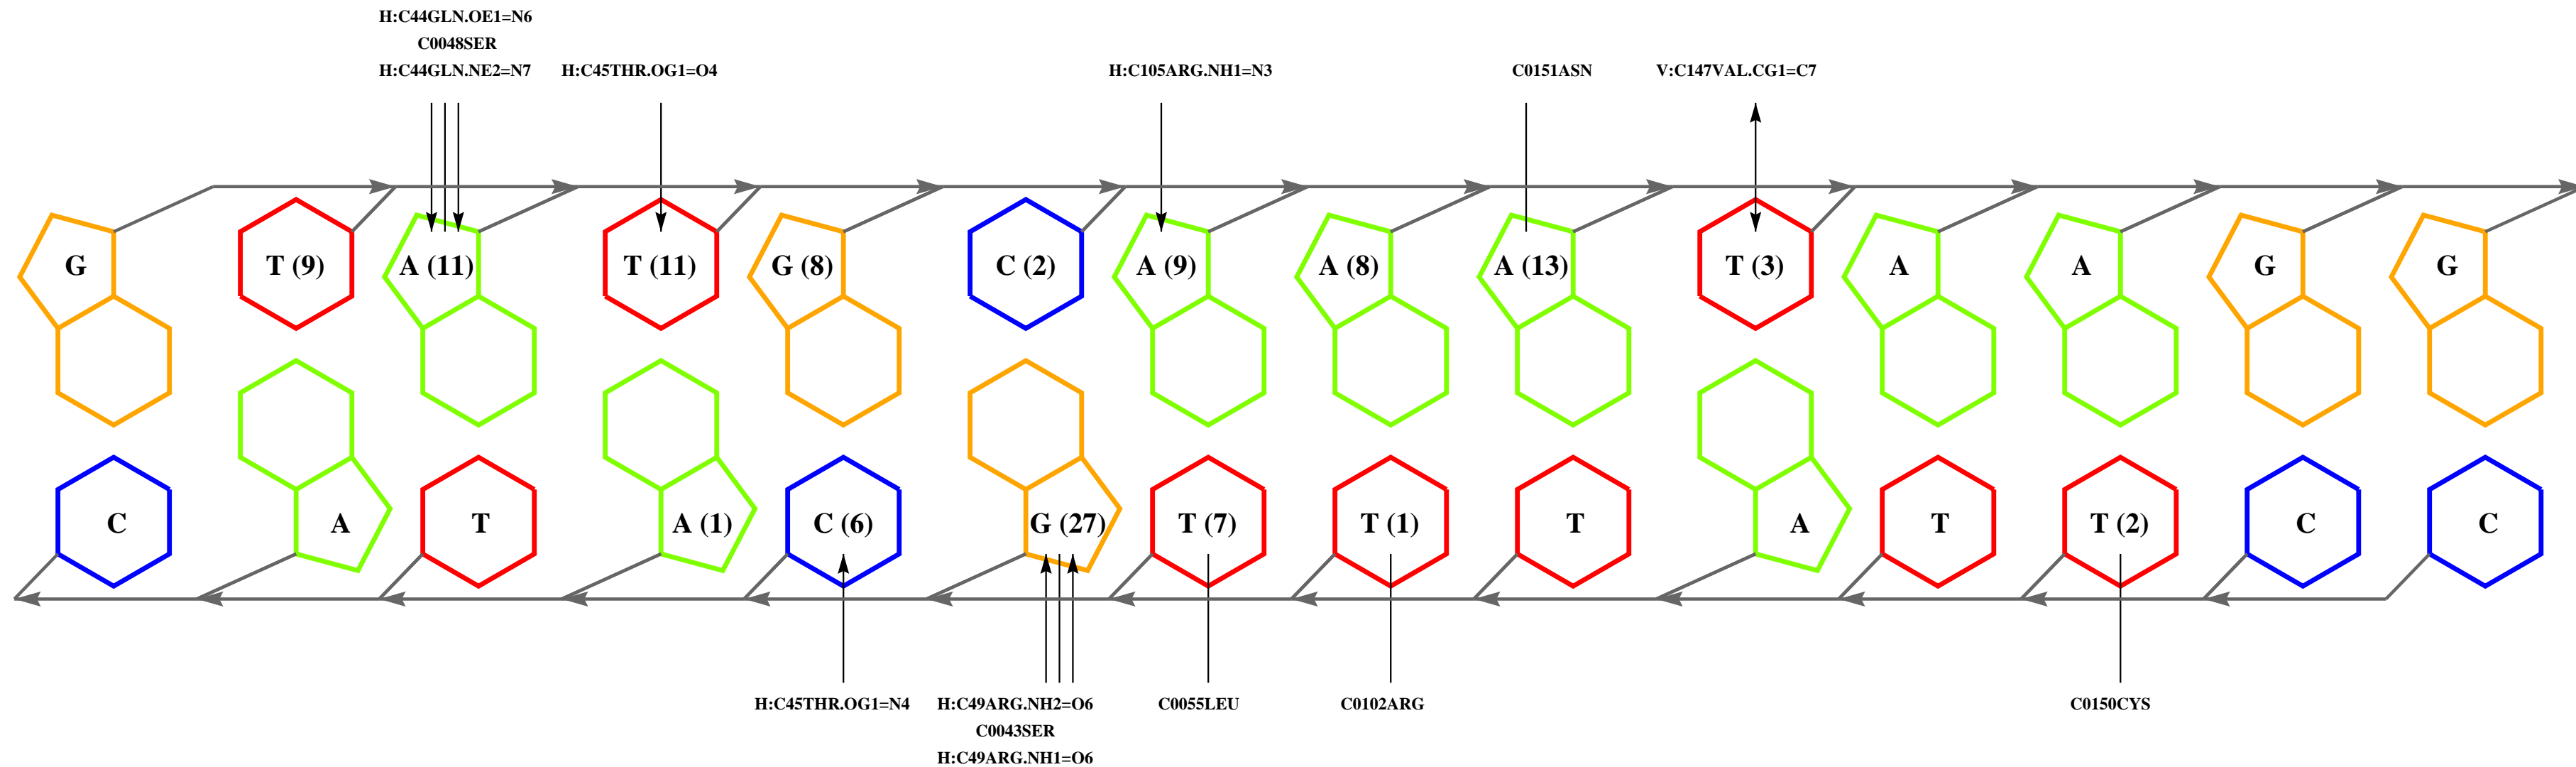 H:C44GLN.OE1=N6
C0048SER
H:C44GLN.NE2=N7 H:C45THR.OG1=O4 H:C105ARG.NH1=N3 C0151ASN V:C147VAL.CG1=C7
G T (9) A (11) T (11) G (8) C (2) A (9) A (8) A (13) T (3) A A G G
C A T A (1) C (6) G (27) T (7) T (1) T A T T (2) C C
H:C45THR.OG1=N4 H:C49ARG.NH2=O6 C0055LEU C0102ARG C0150CYS
C0043SER
H:C49ARG.NH1=O6